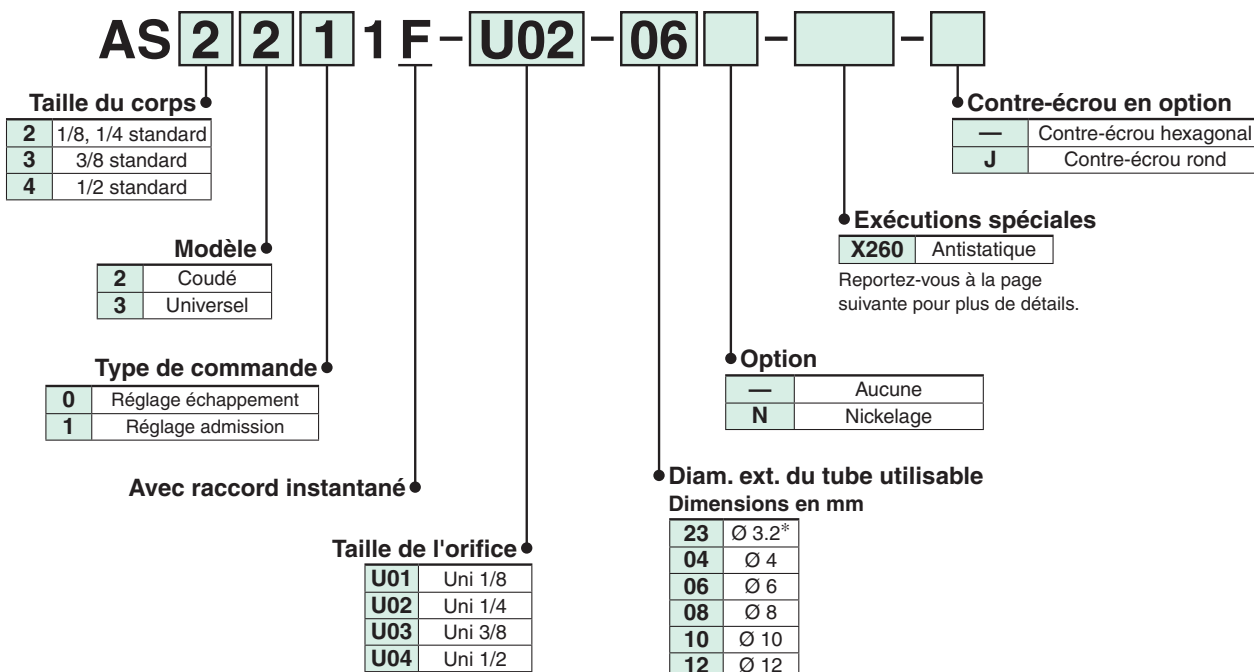 AS 2 2 1 1 F – U02 – 06 – –
Taille du corps
2 1/8, 1/4 standard
3 3/8 standard
4 1/2 standard
Modèle
2 Coudé
3 Universel
Type de commande
0 Réglage échappement
1 Réglage admission
Avec raccord instantané
Taille de l'orifice
U01 Uni 1/8
U02 Uni 1/4
U03 Uni 3/8
U04 Uni 1/2
Contre-écrou en option
— Contre-écrou hexagonal
J Contre-écrou rond
Exécutions spéciales
X260 Antistatique
Reportez-vous à la page
suivante pour plus de détails.
Option
— Aucune
N Nickelage
Diam. ext. du tube utilisable
Dimensions en mm
23 Ø 3.2*
04 Ø 4
06 Ø 6
08 Ø 8
10 Ø 10
12 Ø 12